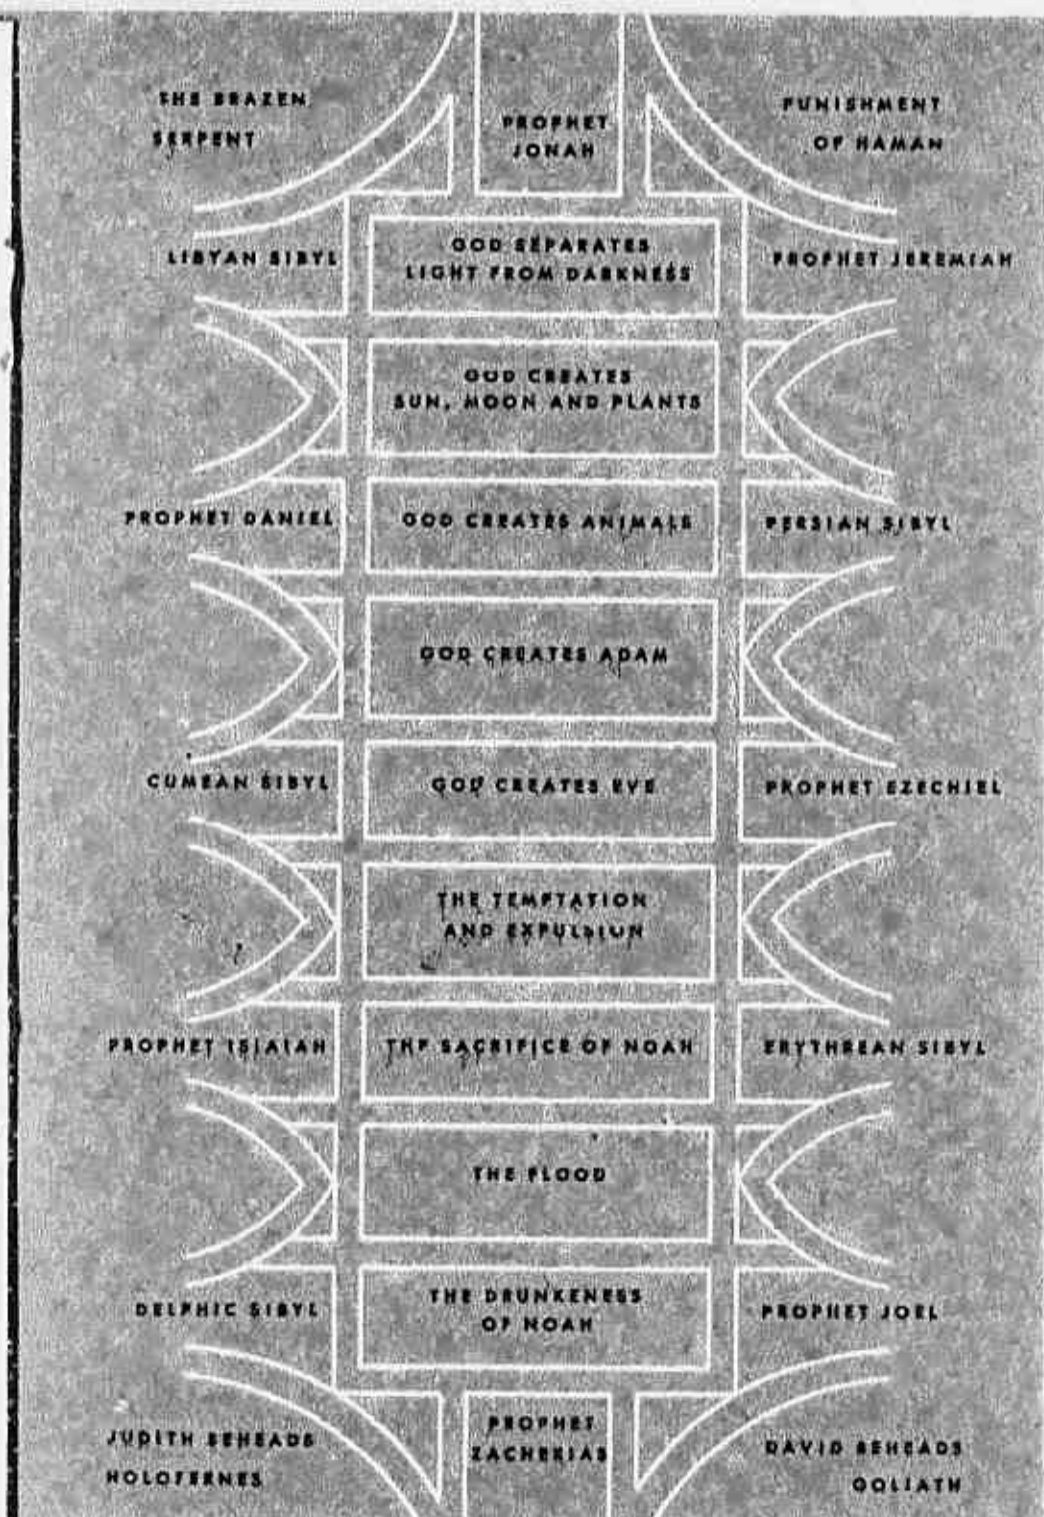 THE BRAZEN
SERPENT
PROPHET
JONAH
PUNISHMENT
OF HAMAN
LIBYAN SIBYL
GOD SEPARATES
LIGHT FROM DARKNESS
PROPHET JEREMIAH
GOD CREATES
SUN, MOON AND PLANTS
PROPHET DANIEL
GOD CREATES ANIMALS
PERSIAN SIBYL
GOD CREATES ADAM
CUMEAN SIBYL
GOD CREATES EVE
PROPHET EZECHIEL
THE TEMPTATION
AND EXPULSION
PROPHET ISIAIAH
THE SACRIFICE OF NOAH
ERYTHREAN SIBYL
THE FLOOD
DELPHIC SIBYL
THE DRUNKENESS
OF NOAH
PROPHET JOEL
JUDITH BEHEADS
HOLOFERNES
PROPHET
ZACHERIAS
DAVID BEHEADS
GOLIATH